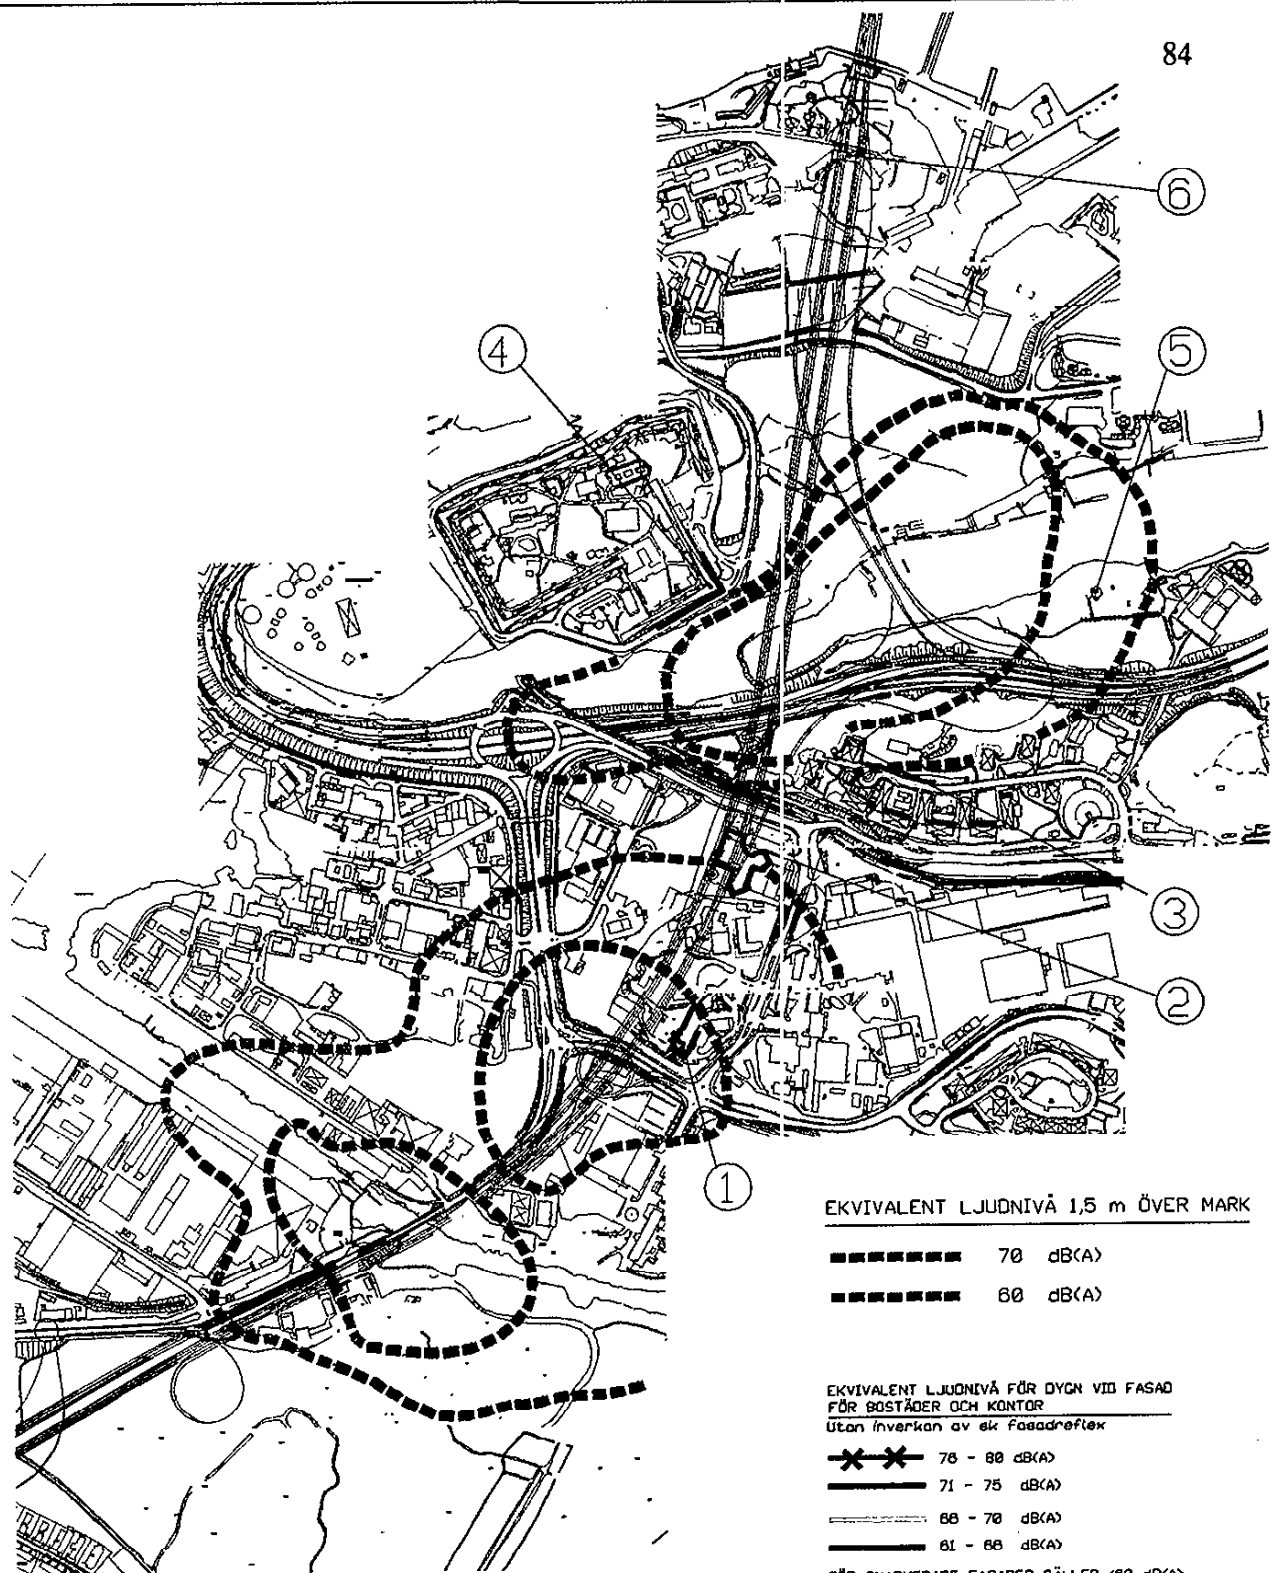 84
6
4
5
3
2
1
EKVIVALENT LJUDNIVÅ 1,5 m ÖVER MARK
70 dB(A)
60 dB(A)
EKVIVALENT LJUDNIVÅ FÖR DYGN VID FASAD
FÖR BOSTÄDER OCH KONTOR
Utan inverkan av sk fasadreflex
76 - 80 dB(A)
71 - 75 dB(A)
66 - 70 dB(A)
61 - 66 dB(A)